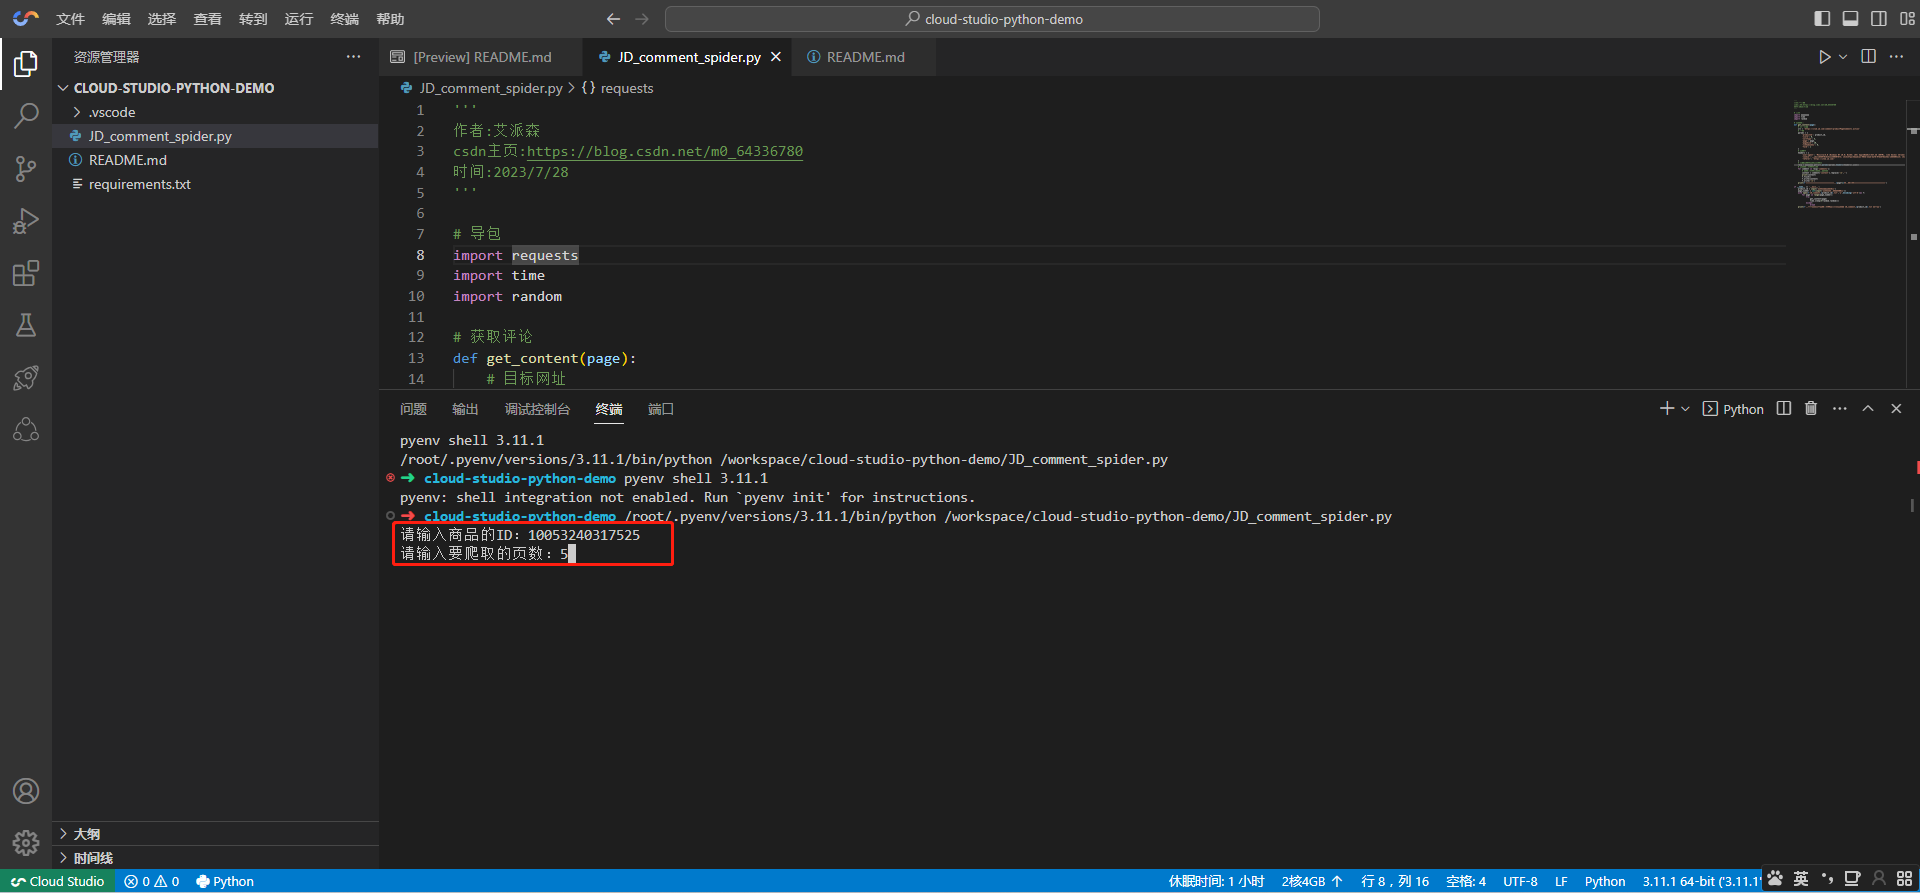 文件 编辑 选择 查看 转到 运行 终端 帮助
cloud-studio-python-demo
资源管理器
CLOUD-STUDIO-PYTHON-DEMO
.vscode
JD_comment_spider.py
README.md
requirements.txt
大纲
时间线
[Preview] README.md JD_comment_spider.py README.md
JD_comment_spider.py > {} requests
1 '''
2 作者:艾派森
3 csdn主页:https://blog.csdn.net/m0_64336780
4 时间:2023/7/28
5 '''
6
7 # 导包
8 import requests
9 import time
10 import random
11
12 # 获取评论
13 def get_content(page):
14 # 目标网址
问题 输出 调试控制台 终端 端口
Python
pyenv shell 3.11.1
/root/.pyenv/versions/3.11.1/bin/python /workspace/cloud-studio-python-demo/JD_comment_spider.py
➜ cloud-studio-python-demo pyenv shell 3.11.1
pyenv: shell integration not enabled. Run `pyenv init' for instructions.
➜ cloud-studio-python-demo /root/.pyenv/versions/3.11.1/bin/python /workspace/cloud-studio-python-demo/JD_comment_spider.py
请输入商品的ID: 10053240317525
请输入要爬取的页数: 5
Cloud Studio 0 0 Python 休眠时间: 1 小时 2核4GB 行 8，列 16 空格: 4 UTF-8 LF Python 3.11.1 64-bit ('3.11.1' 英